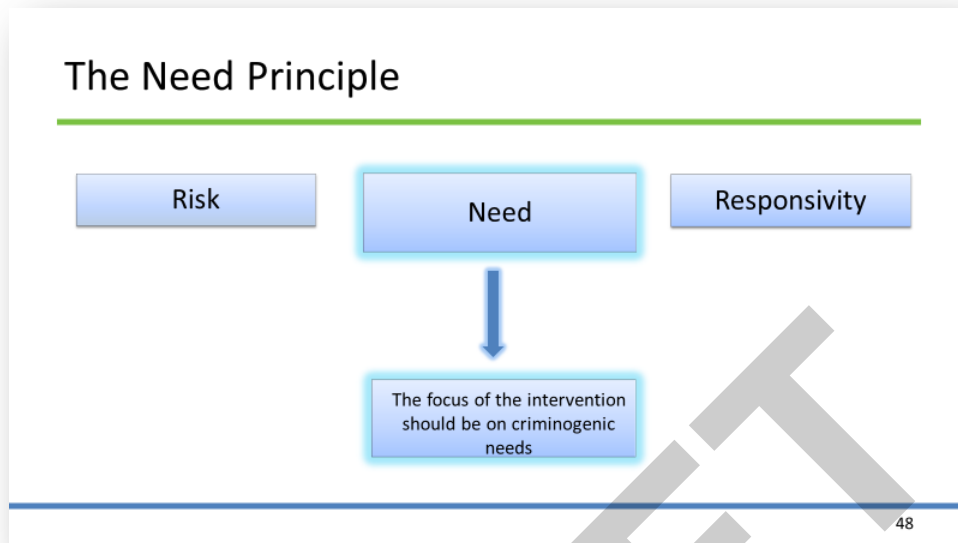 The Need Principle
Risk
Need
Responsivity
The focus of the intervention
should be on criminogenic
needs
48